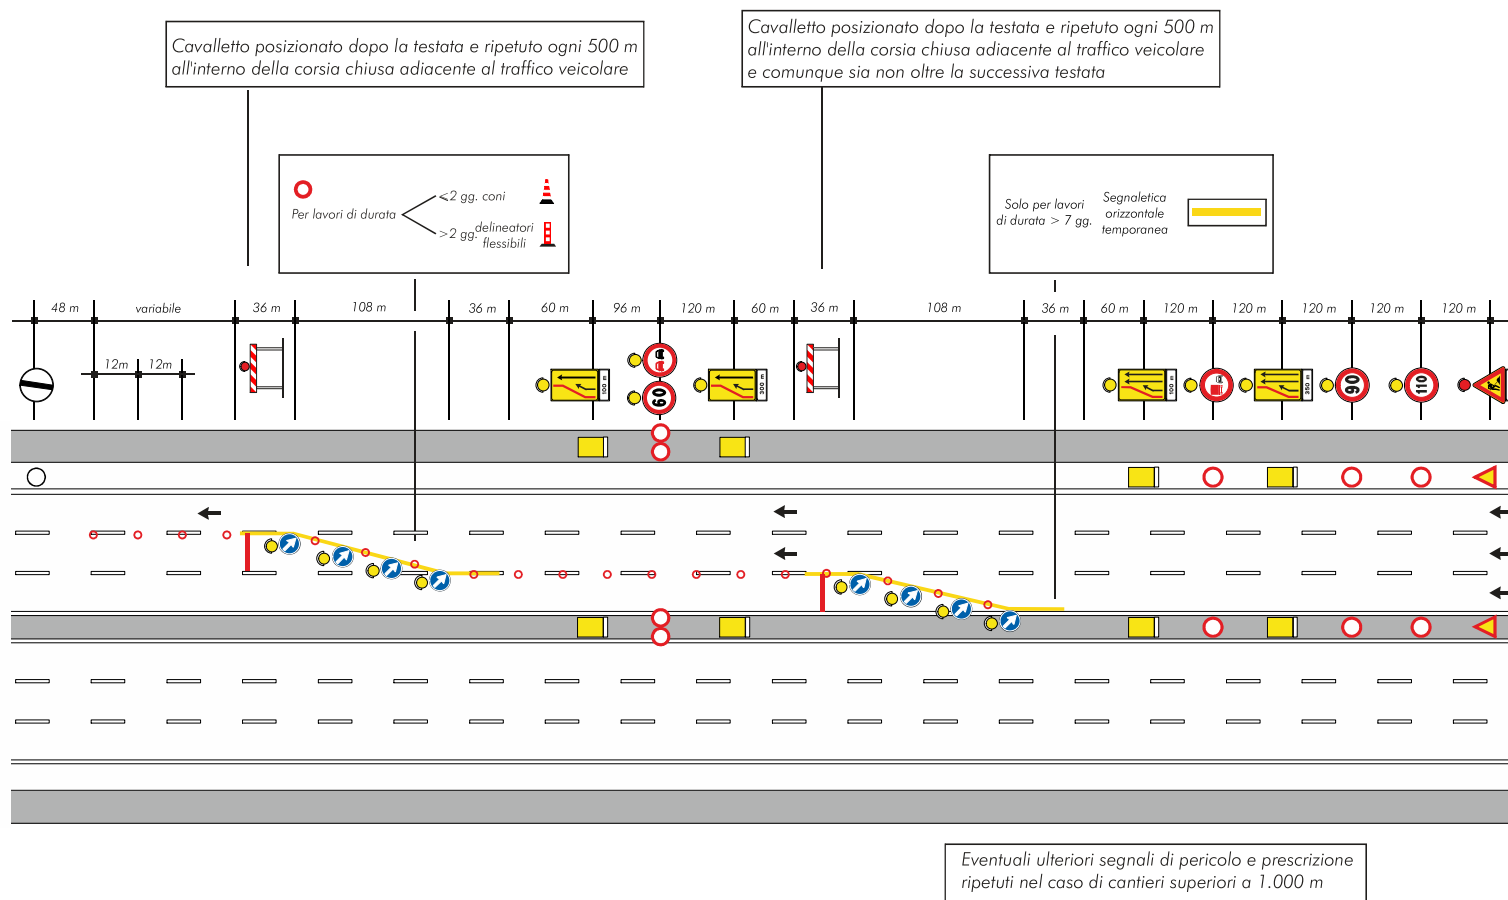 Cavalletto posizionato dopo la testata e ripetuto ogni 500 m
all'interno della corsia chiusa adiacente al traffico veicolare
Cavalletto posizionato dopo la testata e ripetuto ogni 500 m
all'interno della corsia chiusa adiacente al traffico veicolare
e comunque sia non oltre la successiva testata
Per lavori di durata
⩽2 gg. coni
>2 gg. delineatori
flessibili
Solo per lavori
di durata > 7 gg.
Segnaletica
orizzontale
temporanea
48 m variabile 36 m 108 m 36 m 60 m 96 m 120 m 60 m 36 m 108 m 36 m 60 m 120 m 120 m 120 m 120 m
12m 12m
100 m
60
300 m
100 m
350 m
90
110
Eventuali ulteriori segnali di pericolo e prescrizione
ripetuti nel caso di cantieri superiori a 1.000 m